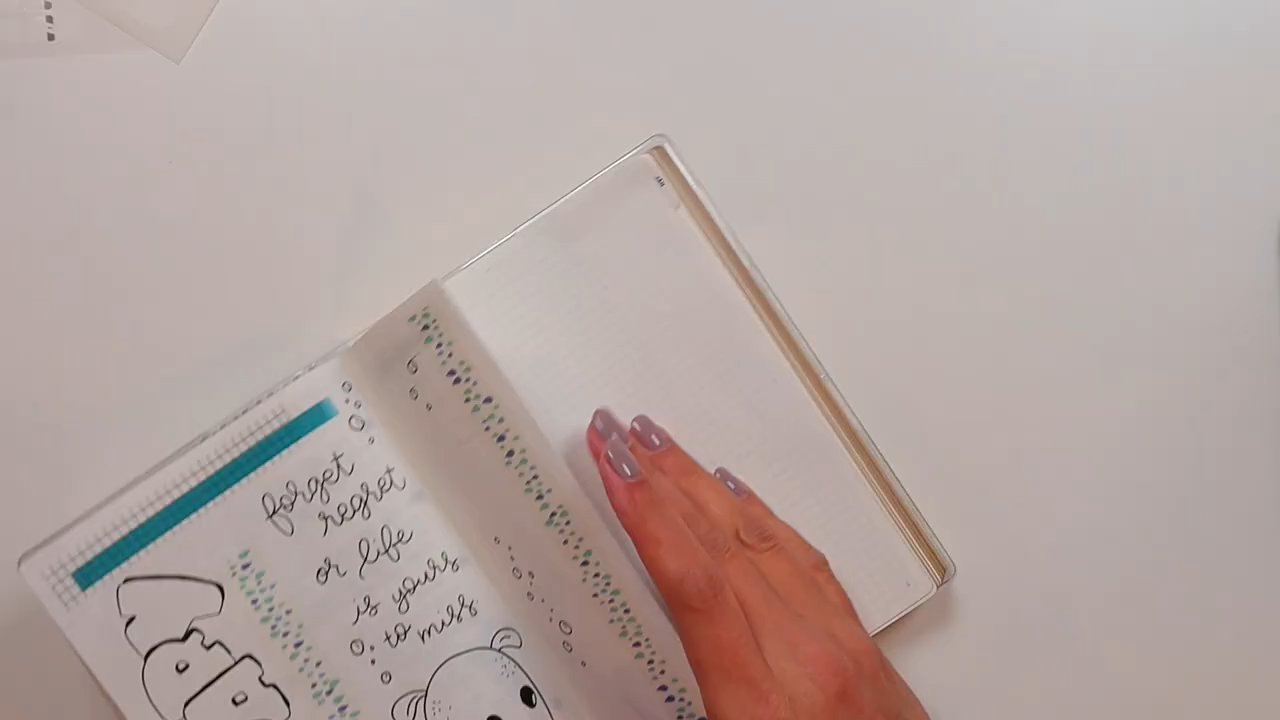 forget
regret
or life
is yours
to miss